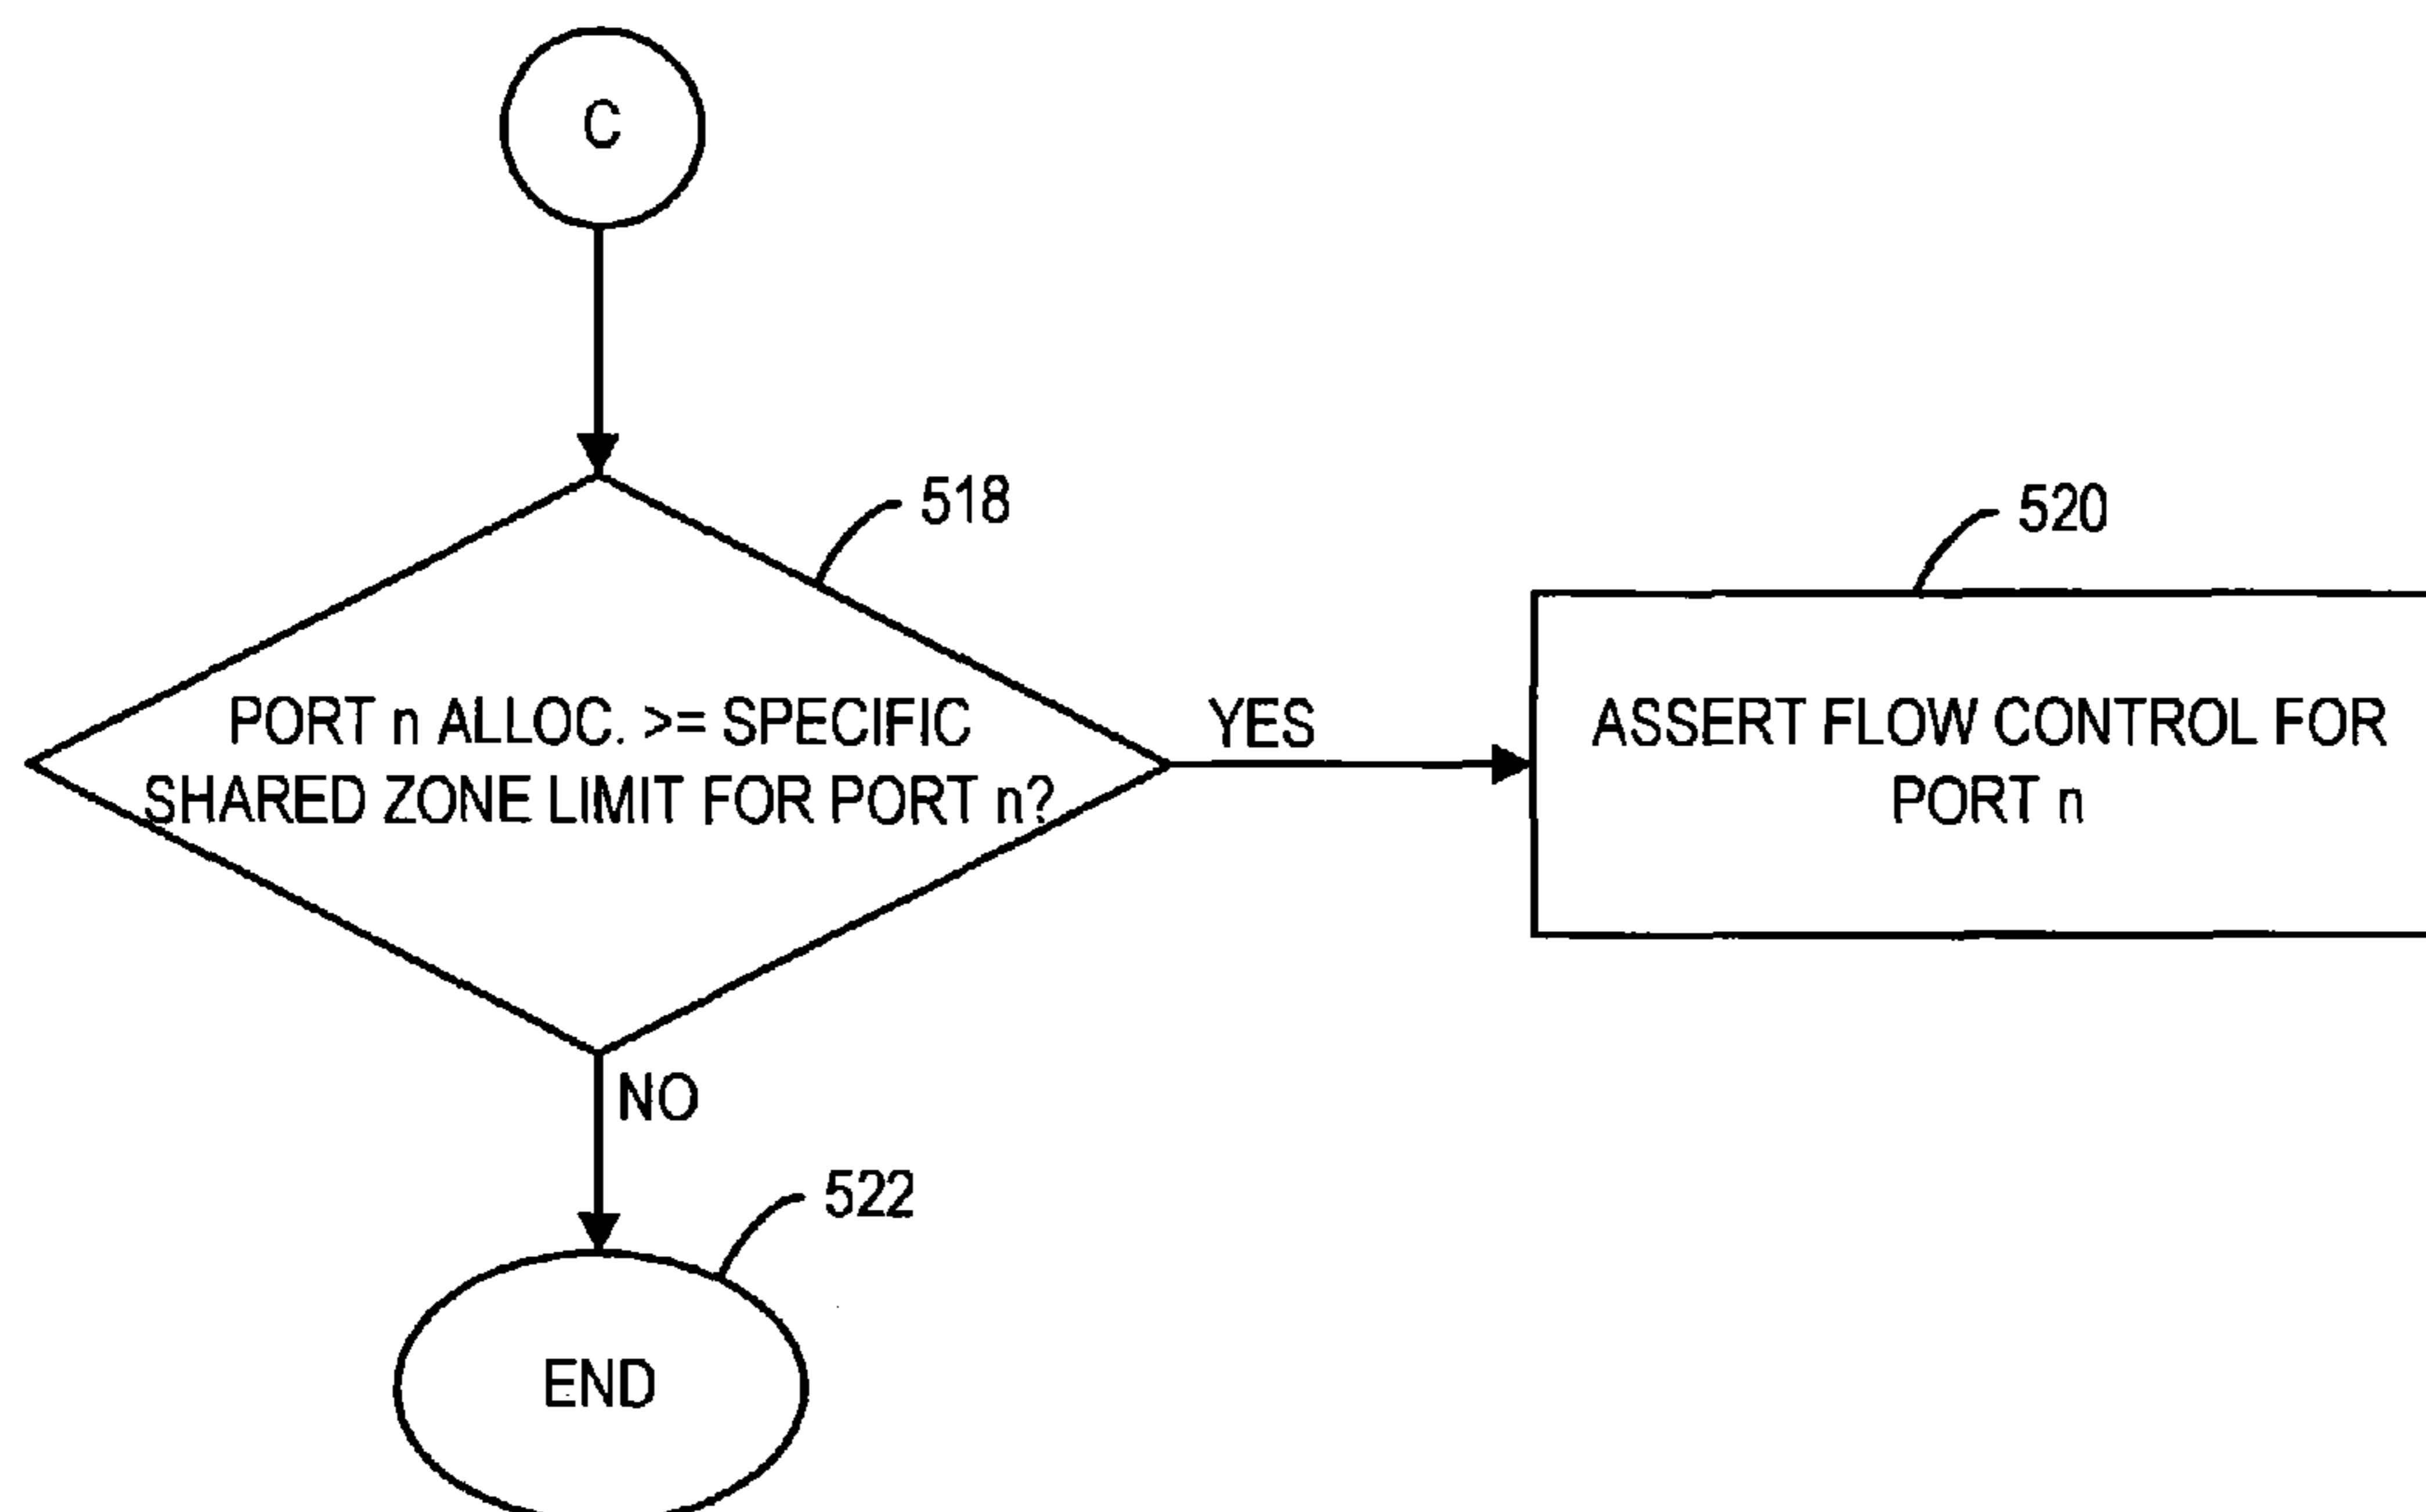 C
518
520
PORT n ALLOC. >= SPECIFIC
SHARED ZONE LIMIT FOR PORT n?
YES
ASSERT FLOW CONTROL FOR
PORT n
NO
522
END